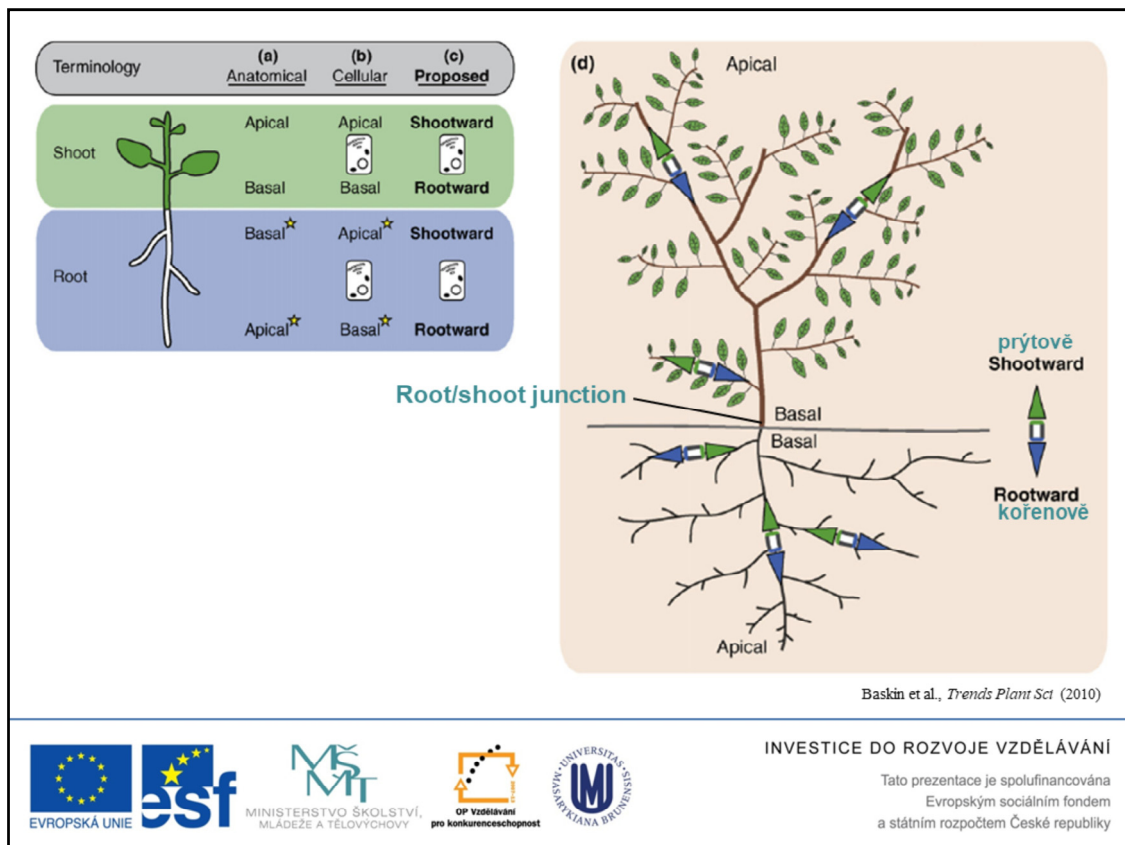 Terminology
(a)
Anatomical
(b)
Cellular
(c)
Proposed
Shoot
Apical
Apical
Shootward
Basal
Basal
Rootward
Root
Basal
Apical
Shootward
Apical
Basal
Rootward
(d)
Apical
Root/shoot junction
Basal
Basal
Apical
prýtově
Shootward
Rootward
kořenově
Baskin et al., Trends Plant Sci (2010)
EVROPSKÁ UNIE
esf
MŠMT
MINISTERSTVO ŠKOLSTVÍ,
MLÁDEŽE A TĚLOVÝCHOVY
2007-13
OP Vzdělávání
pro konkurenceschopnost
UNIVERSITAS
MASARYKIANA BRUNENSIS
INVESTICE DO ROZVOJE VZDĚLÁVÁNÍ
Tato prezentace je spolufinancována
Evropským sociálním fondem
a státním rozpočtem České republiky